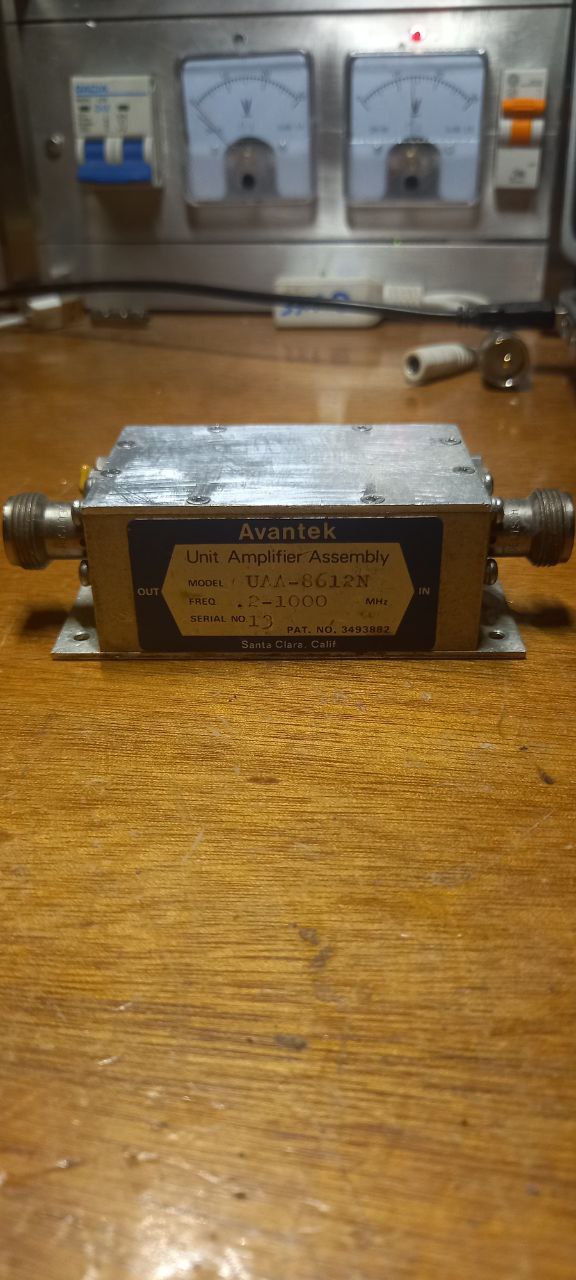 Avantek
Unit Amplifier Assembly
MODEL UAA-8612N
OUT
FREQ. .2-1000 MHz
IN
SERIAL NO 13
PAT. NO. 3493882
Santa Clara, Calif
V
V